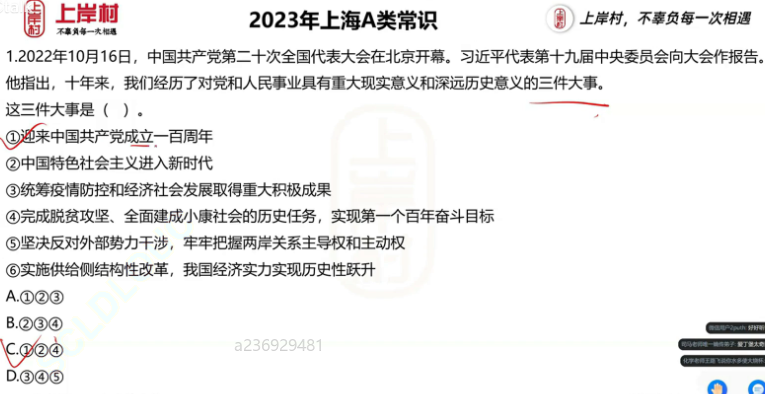 上岸村
不辜负每一次相遇
2023年上海A类常识
上岸村，不辜负每一次相遇
1.2022年10月16日，中国共产党第二十次全国代表大会在北京开幕。习近平代表第十九届中央委员会向大会作报告。
他指出，十年来，我们经历了对党和人民事业具有重大现实意义和深远历史意义的三件大事。
这三件大事是（ ）。
①迎来中国共产党成立一百周年
②中国特色社会主义进入新时代
③统筹疫情防控和经济社会发展取得重大积极成果
④完成脱贫攻坚、全面建成小康社会的历史任务，实现第一个百年奋斗目标
⑤坚决反对外部势力干涉，牢牢把握两岸关系主导权和主动权
⑥实施供给侧结构性改革，我国经济实力实现历史性跃升
A.①②③
B.②③④
C.①②④
D.③④⑤
a236929481
上岸村